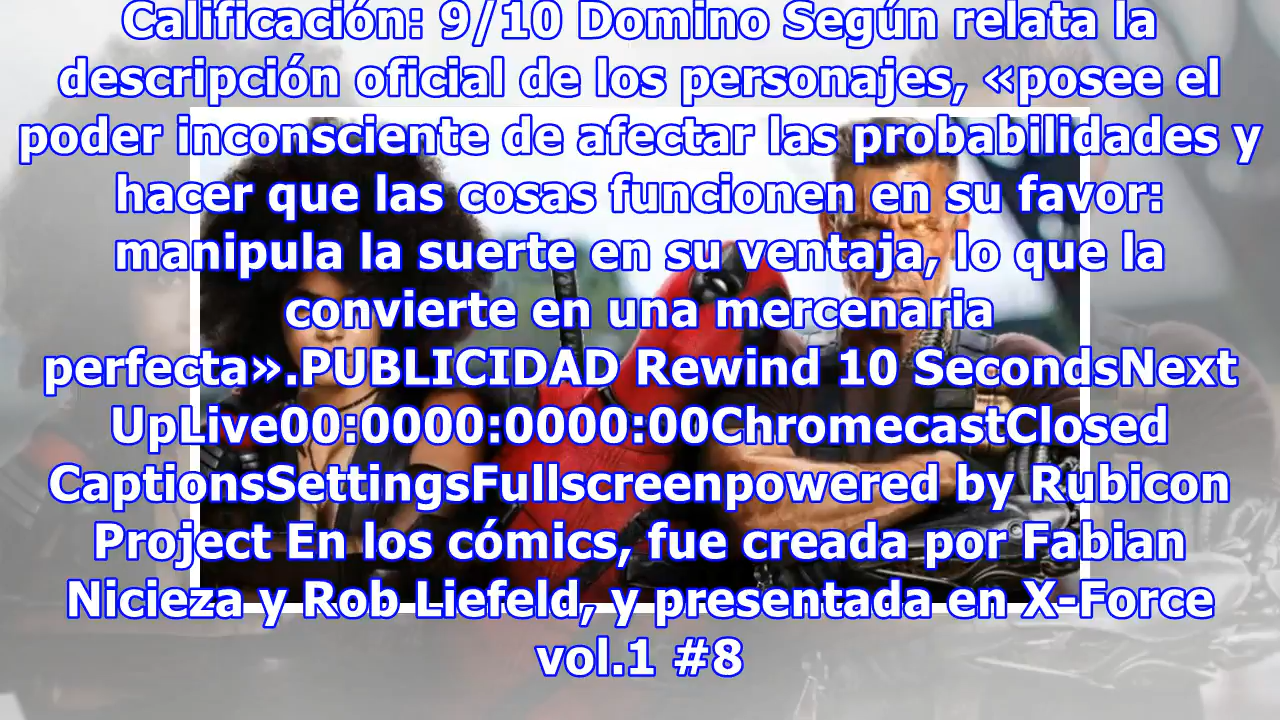 Calificación: 9/10 Domino Según relata la
descripción oficial de los personajes, «posee el
poder inconsciente de afectar las probabilidades y
hacer que las cosas funcionen en su favor:
manipula la suerte en su ventaja, lo que la
convierte en una mercenaria
perfecta».PUBLICIDAD Rewind 10 SecondsNext
UpLive00:0000:0000:00ChromecastClosed
CaptionsSettingsFullscreenpowered by Rubicon
Project En los cómics, fue creada por Fabian
Nicieza y Rob Liefeld, y presentada en X-Force
vol.1 #8